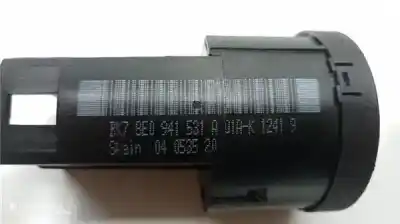 BK7 8E0 941 531 A 01A-K 1241 9
Spain 04 0535 20